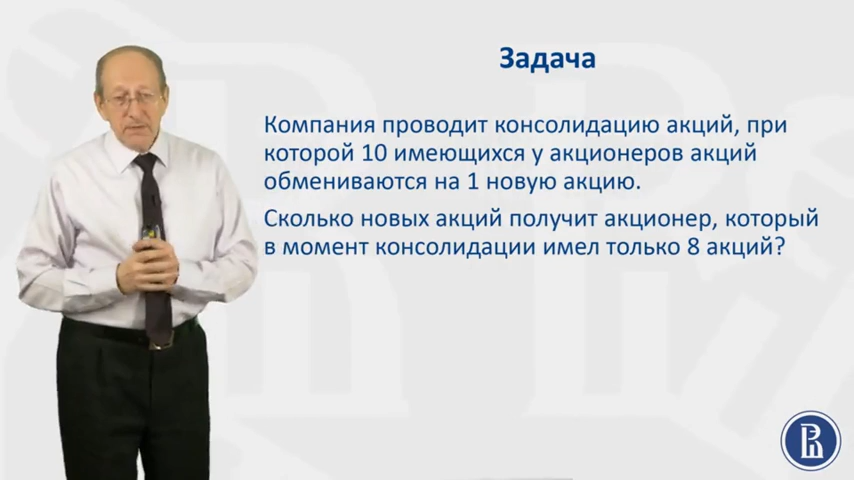 Задача
Компания проводит консолидацию акций, при
которой 10 имеющихся у акционеров акций
обмениваются на 1 новую акцию.
Сколько новых акций получит акционер, который
в момент консолидации имел только 8 акций?